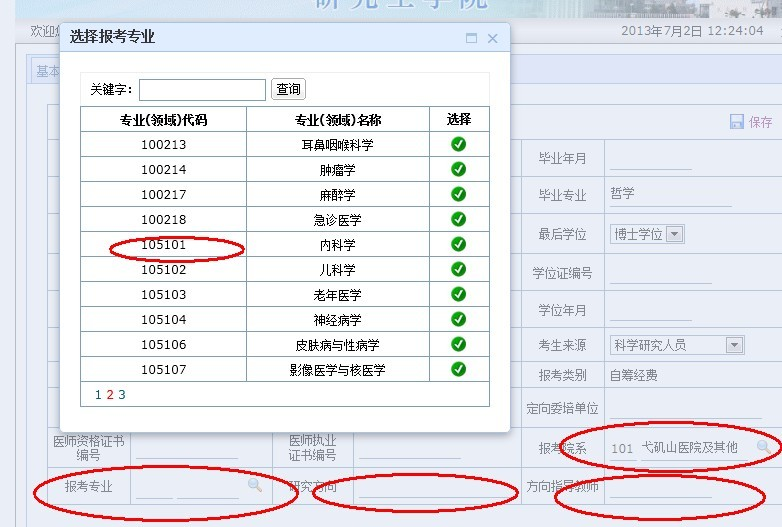 研究生学院
欢迎您
2013年7月2日 12:24:04
选择报考专业
基本
关键字： 查询
专业(领域)代码 专业(领域)名称 选择
100213 耳鼻咽喉科学
100214 肿瘤学
100217 麻醉学
100218 急诊医学
105101 内科学
105102 儿科学
105103 老年医学
105104 神经病学
105106 皮肤病与性病学
105107 影像医学与核医学
1 2 3
保存
毕业年月
毕业专业 哲学
最后学位 博士学位
学位证编号
学位年月
考生来源 科学研究人员
报考类别 自筹经费
定向委培单位
医师资格证书编号 医师执业证书编号 报考院系 101 弋矶山医院及其他
报考专业 研究方向 方向指导教师